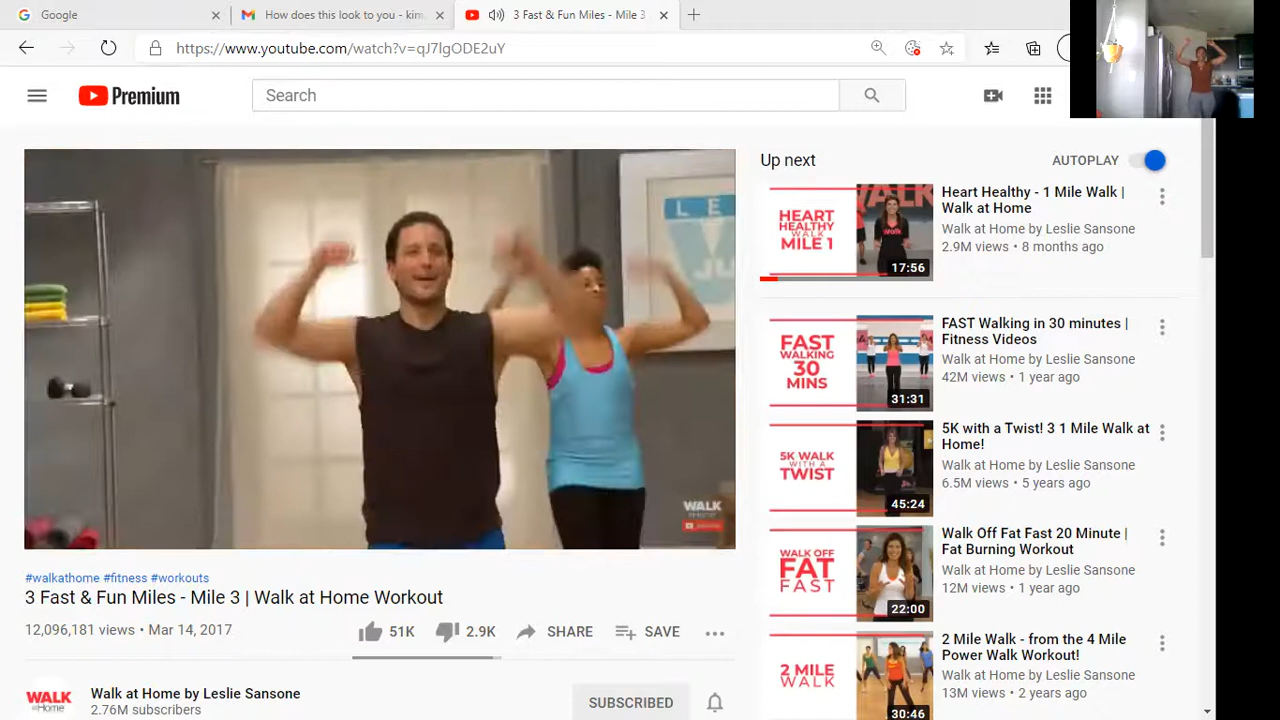 Google
How does this look to you - kim
3 Fast & Fun Miles - Mile 3
https://www.youtube.com/watch?v=qJ7lgODE2uY
Premium
Search
WALK
Up next
AUTOPLAY
HEART
HEALTHY
WALK
MILE 1
WALK
Walk
17:56
Heart Healthy - 1 Mile Walk |
Walk at Home
Walk at Home by Leslie Sansone
2.9M views • 8 months ago
FAST
WALKING
30
MINS
31:31
FAST Walking in 30 minutes |
Fitness Videos
Walk at Home by Leslie Sansone
42M views • 1 year ago
5K WALK
WITH A
TWIST
45:24
5K with a Twist! 3 1 Mile Walk at
Home!
Walk at Home by Leslie Sansone
6.5M views • 5 years ago
WALK OFF
FAT
FAST
22:00
Walk Off Fat Fast 20 Minute |
Fat Burning Workout
Walk at Home by Leslie Sansone
12M views • 1 year ago
2 MILE
WALK
30:46
2 Mile Walk - from the 4 Mile
Power Walk Workout!
Walk at Home by Leslie Sansone
13M views • 2 years ago
#walkathome #fitness #workouts
3 Fast & Fun Miles - Mile 3 | Walk at Home Workout
12,096,181 views • Mar 14, 2017
51K
2.9K
SHARE
SAVE
WALK
at Home
Walk at Home by Leslie Sansone
2.76M subscribers
SUBSCRIBED